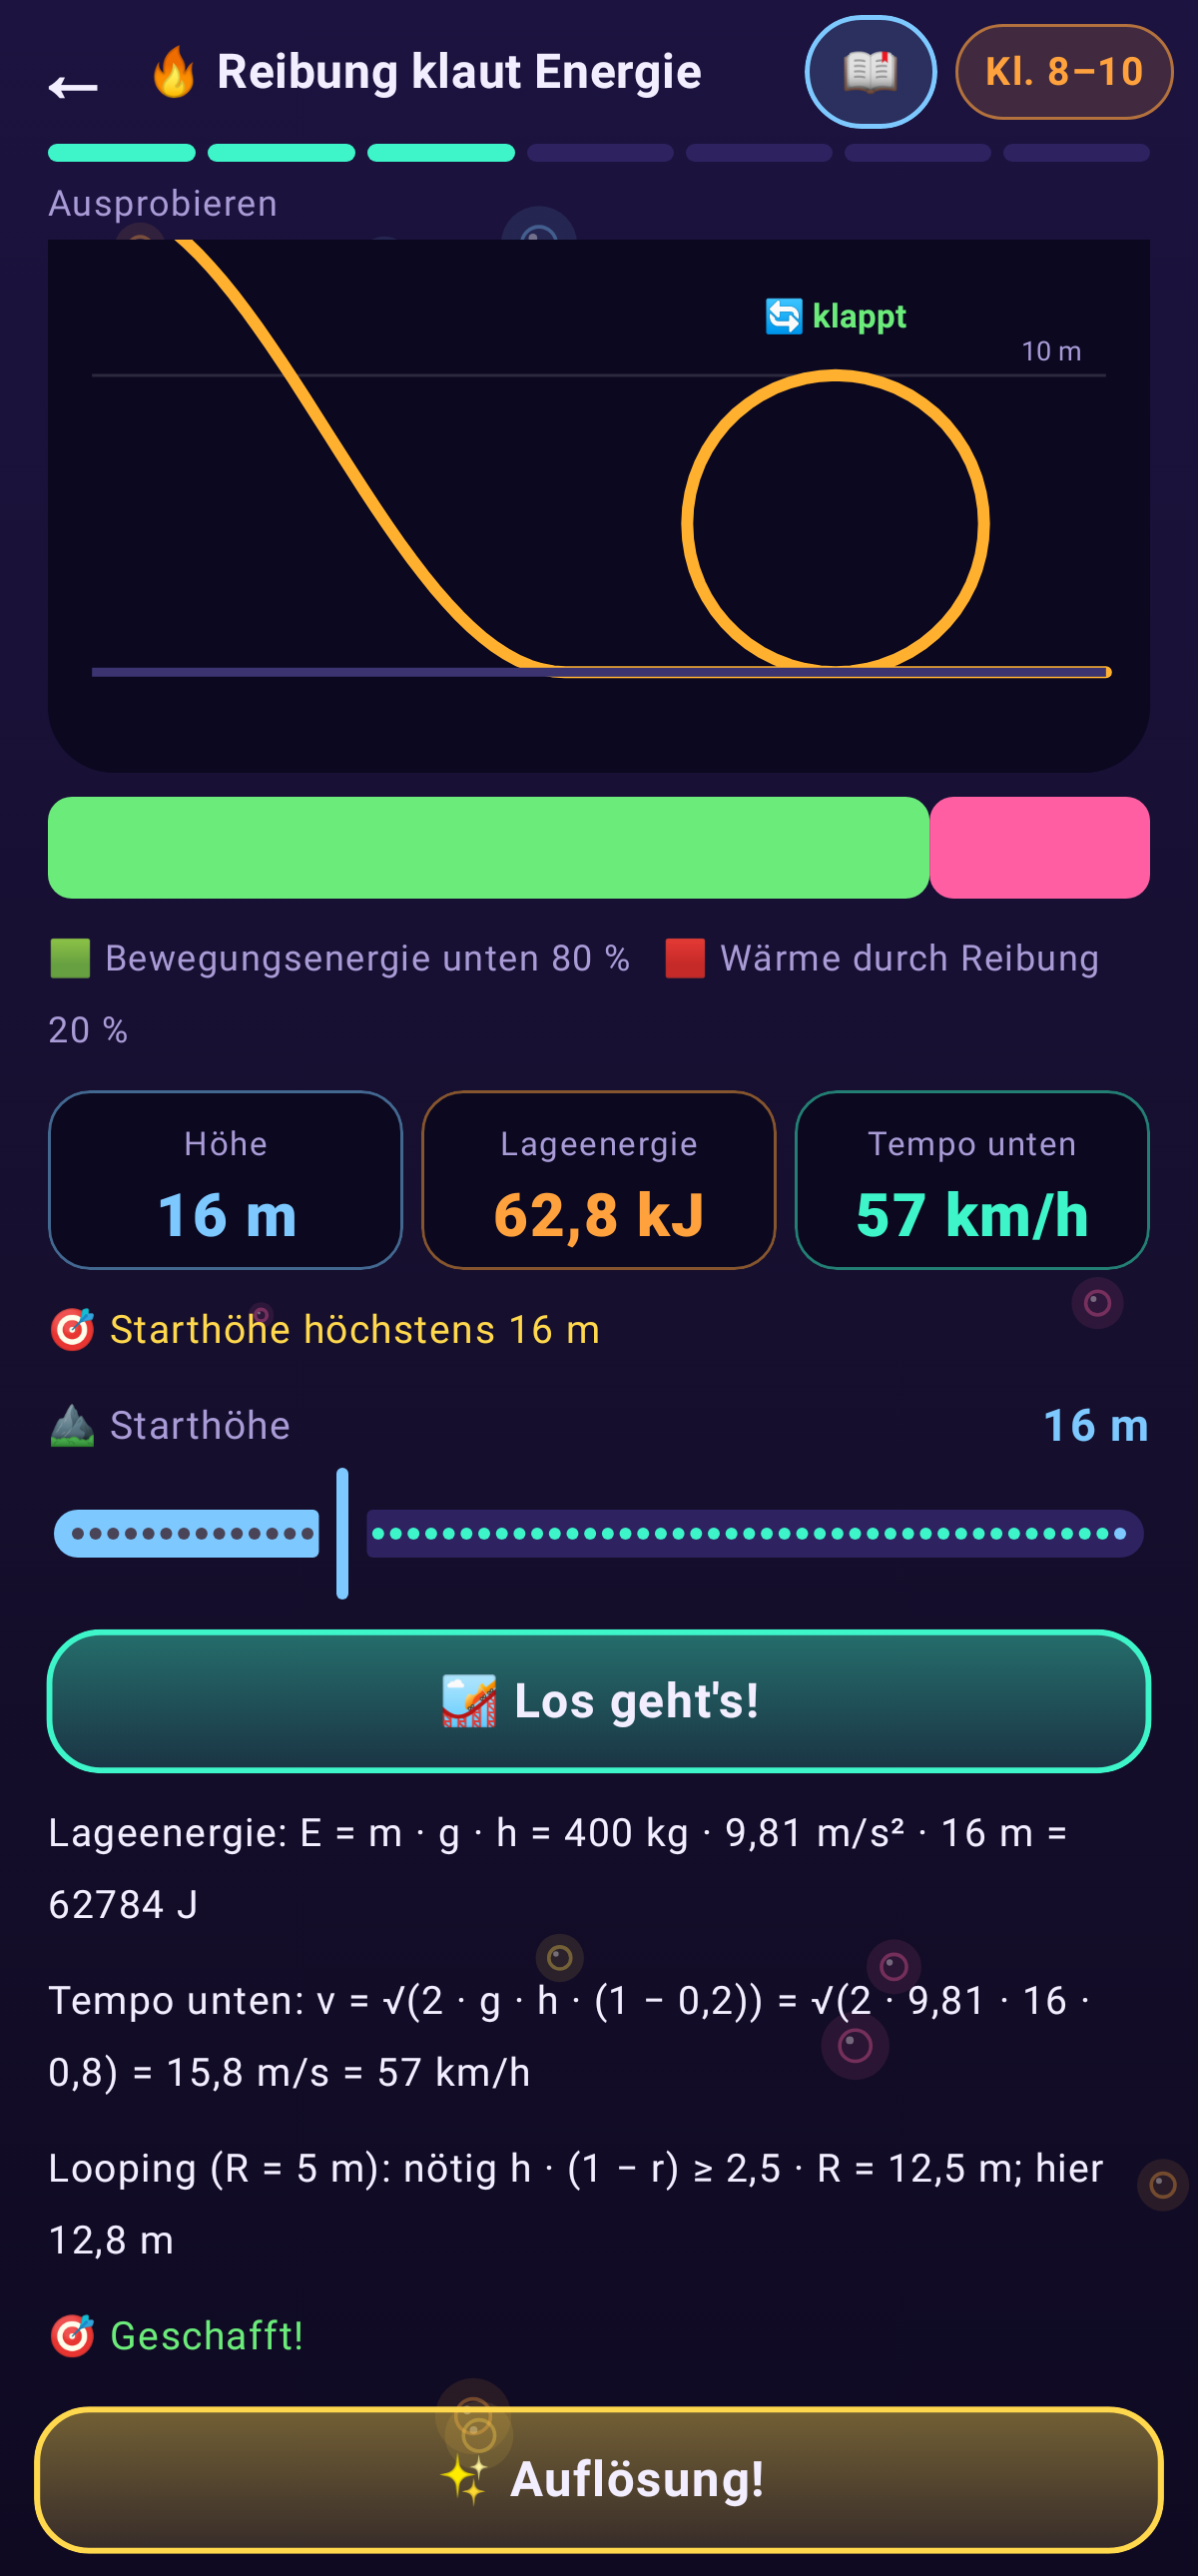 ← 🔥 Reibung klaut Energie 📖 Kl. 8–10
Ausprobieren
🔄 klappt
10 m
🟩 Bewegungsenergie unten 80 % 🟥 Wärme durch Reibung
20 %
Höhe Lageenergie Tempo unten
16 m 62,8 kJ 57 km/h
🎯 Starthöhe höchstens 16 m
⛰️ Starthöhe 16 m
🎢 Los geht's!
Lageenergie: E = m · g · h = 400 kg · 9,81 m/s² · 16 m =
62784 J
Tempo unten: v = √(2 · g · h · (1 − 0,2)) = √(2 · 9,81 · 16 ·
0,8) = 15,8 m/s = 57 km/h
Looping (R = 5 m): nötig h · (1 − r) ≥ 2,5 · R = 12,5 m; hier
12,8 m
🎯 Geschafft!
✨ Auflösung!